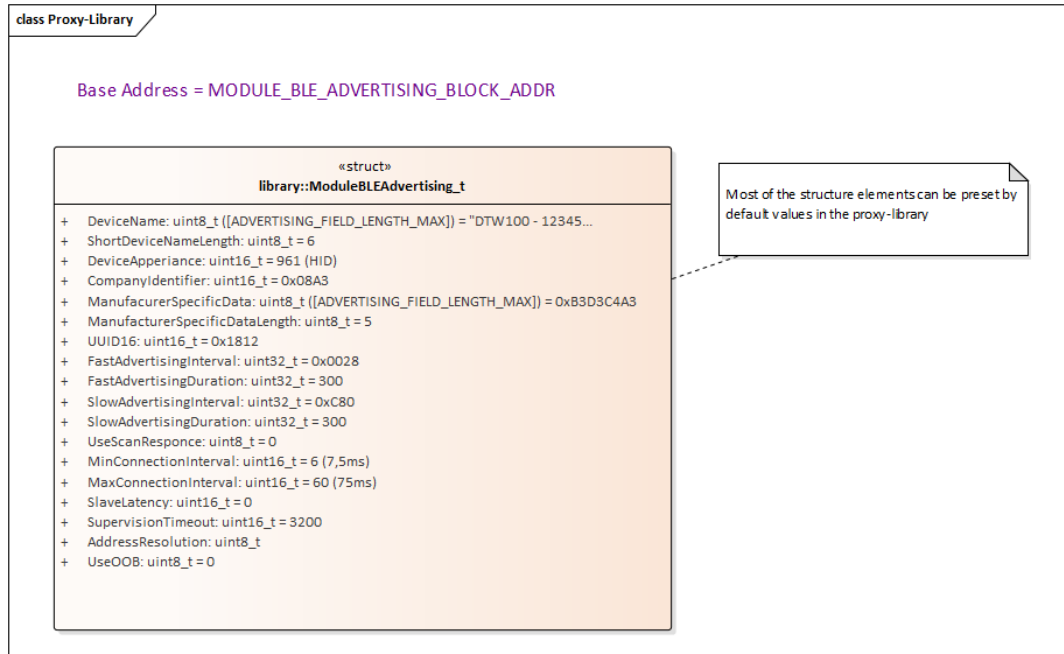 class Proxy-Library
Base Address = MODULE_BLE_ADVERTISING_BLOCK_ADDR
«struct»
library::ModuleBLEAdvertising_t
+ DeviceName: uint8_t ([ADVERTISING_FIELD_LENGTH_MAX]) = "DTW100 - 12345...
+ ShortDeviceNameLength: uint8_t = 6
+ DeviceApperiance: uint16_t = 961 (HID)
+ CompanyIdentifier: uint16_t = 0x08A3
+ ManufacurerSpecificData: uint8_t ([ADVERTISING_FIELD_LENGTH_MAX]) = 0xB3D3C4A3
+ ManufacturerSpecificDataLength: uint8_t = 5
+ UUID16: uint16_t = 0x1812
+ FastAdvertisingInterval: uint32_t = 0x0028
+ FastAdvertisingDuration: uint32_t = 300
+ SlowAdvertisingInterval: uint32_t = 0xC80
+ SlowAdvertisingDuration: uint32_t = 300
+ UseScanResponce: uint8_t = 0
+ MinConnectionInterval: uint16_t = 6 (7,5ms)
+ MaxConnectionInterval: uint16_t = 60 (75ms)
+ SlaveLatency: uint16_t = 0
+ SupervisionTimeout: uint16_t = 3200
+ AddressResolution: uint8_t
+ UseOOB: uint8_t = 0
Most of the structure elements can be preset by
default values in the proxy-library